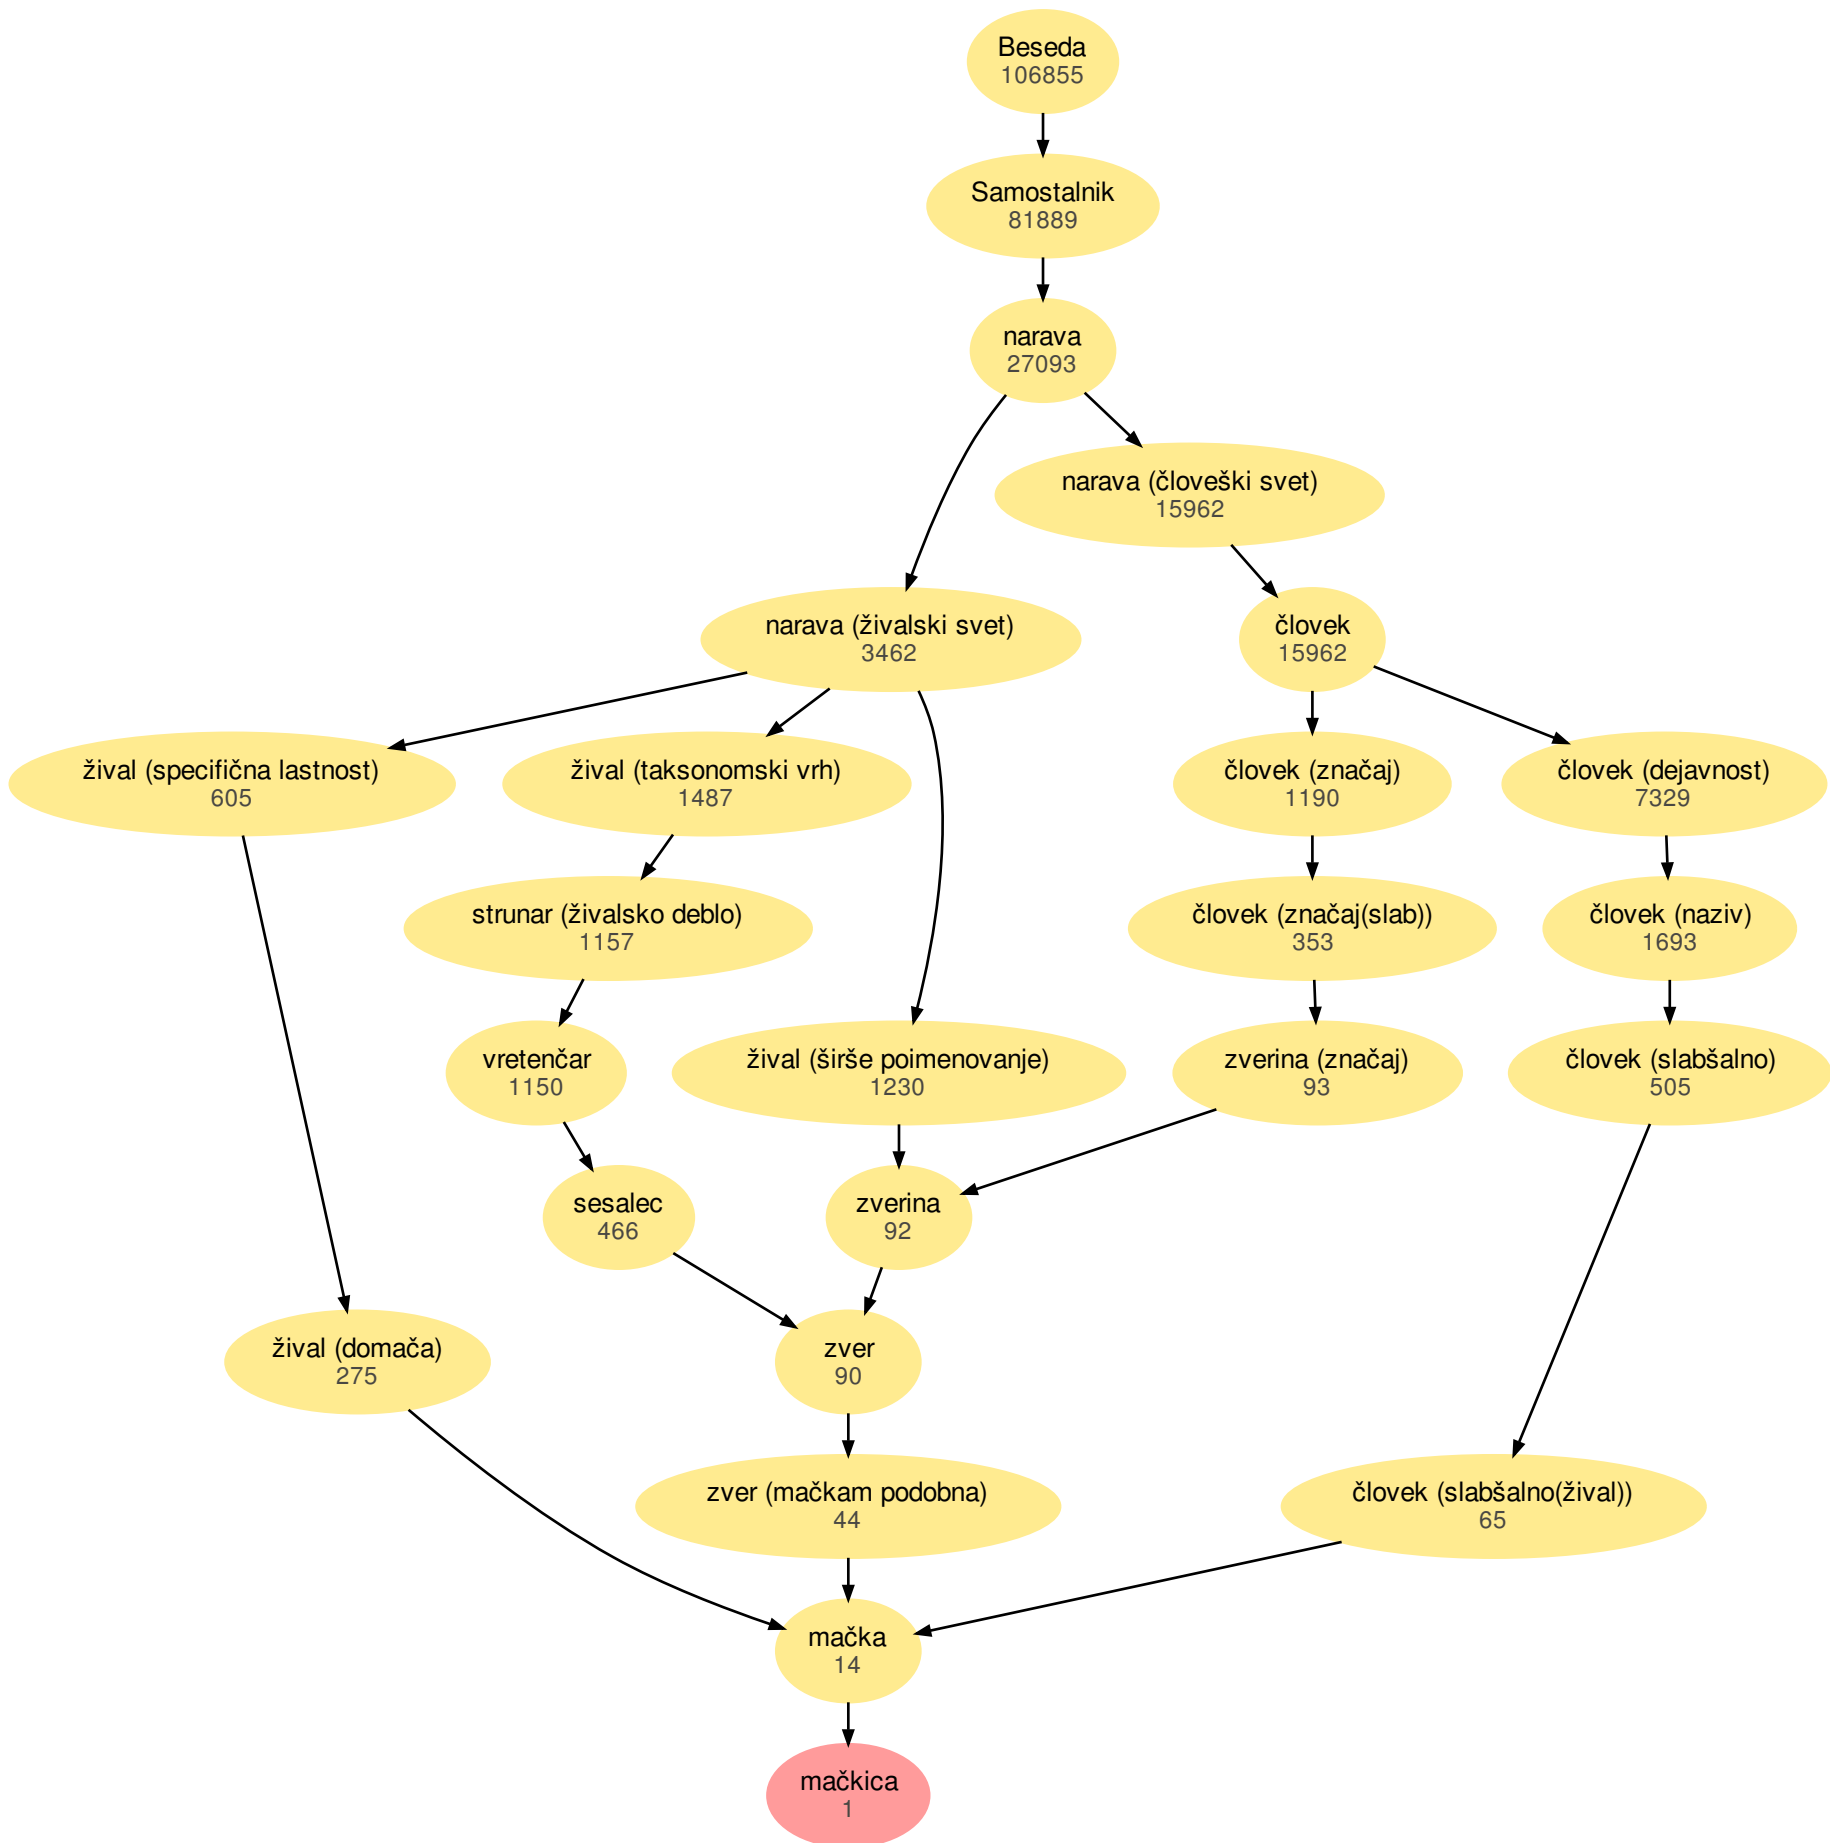 Beseda
106855
Samostalnik
81889
narava
27093
narava (človeški svet)
15962
narava (živalski svet)
3462
človek
15962
žival (specifična lastnost)
605
žival (taksonomski vrh)
1487
človek (značaj)
1190
človek (dejavnost)
7329
strunar (živalsko deblo)
1157
človek (značaj(slab))
353
človek (naziv)
1693
vretenčar
1150
žival (širše poimenovanje)
1230
zverina (značaj)
93
človek (slabšalno)
505
sesalec
466
zverina
92
žival (domača)
275
zver
90
zver (mačkam podobna)
44
človek (slabšalno(žival))
65
mačka
14
mačkica
1